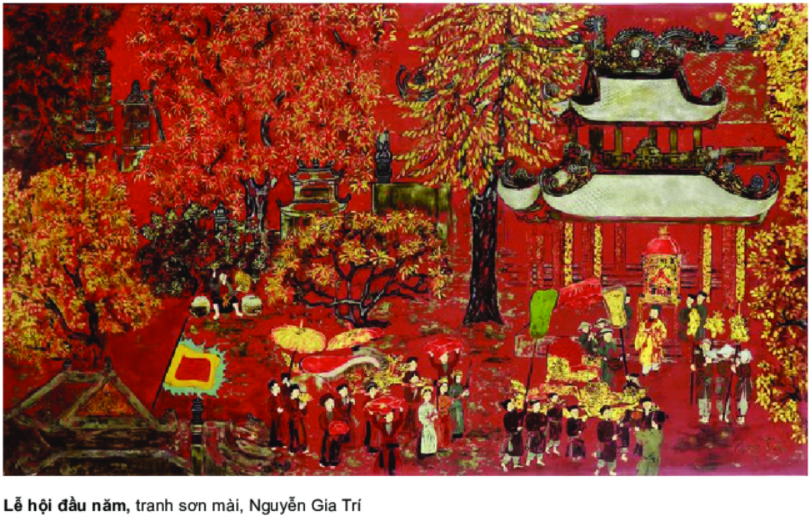 Lễ hội đầu năm, tranh sơn mài, Nguyễn Gia Trí